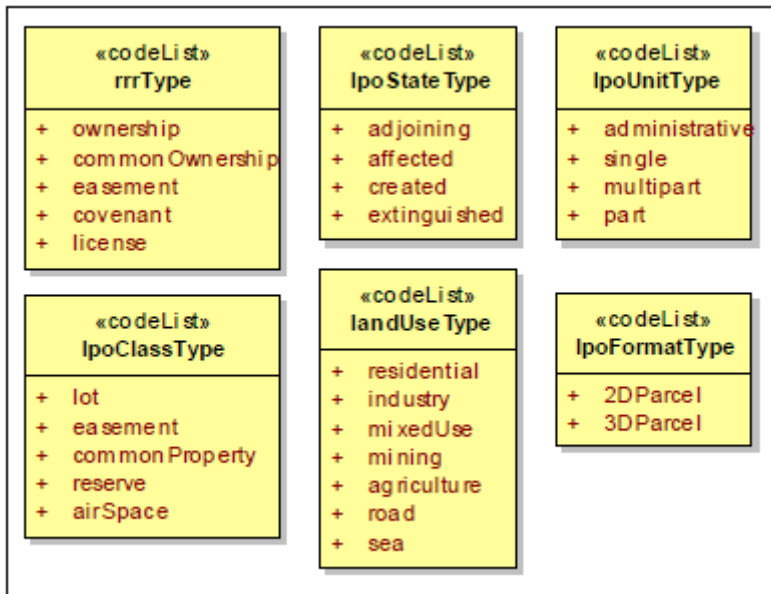 «codeList»
rrrType
+ ownership
+ commonOwnership
+ easement
+ covenant
+ license
«codeList»
lpoStateType
+ adjoining
+ affected
+ created
+ extinguished
«codeList»
lpoUnitType
+ administrative
+ single
+ multipart
+ part
«codeList»
lpoClassType
+ lot
+ easement
+ commonProperty
+ reserve
+ airSpace
«codeList»
landUseType
+ residential
+ industry
+ mixedUse
+ mining
+ agriculture
+ road
+ sea
«codeList»
lpoFormatType
+ 2DParcel
+ 3DParcel